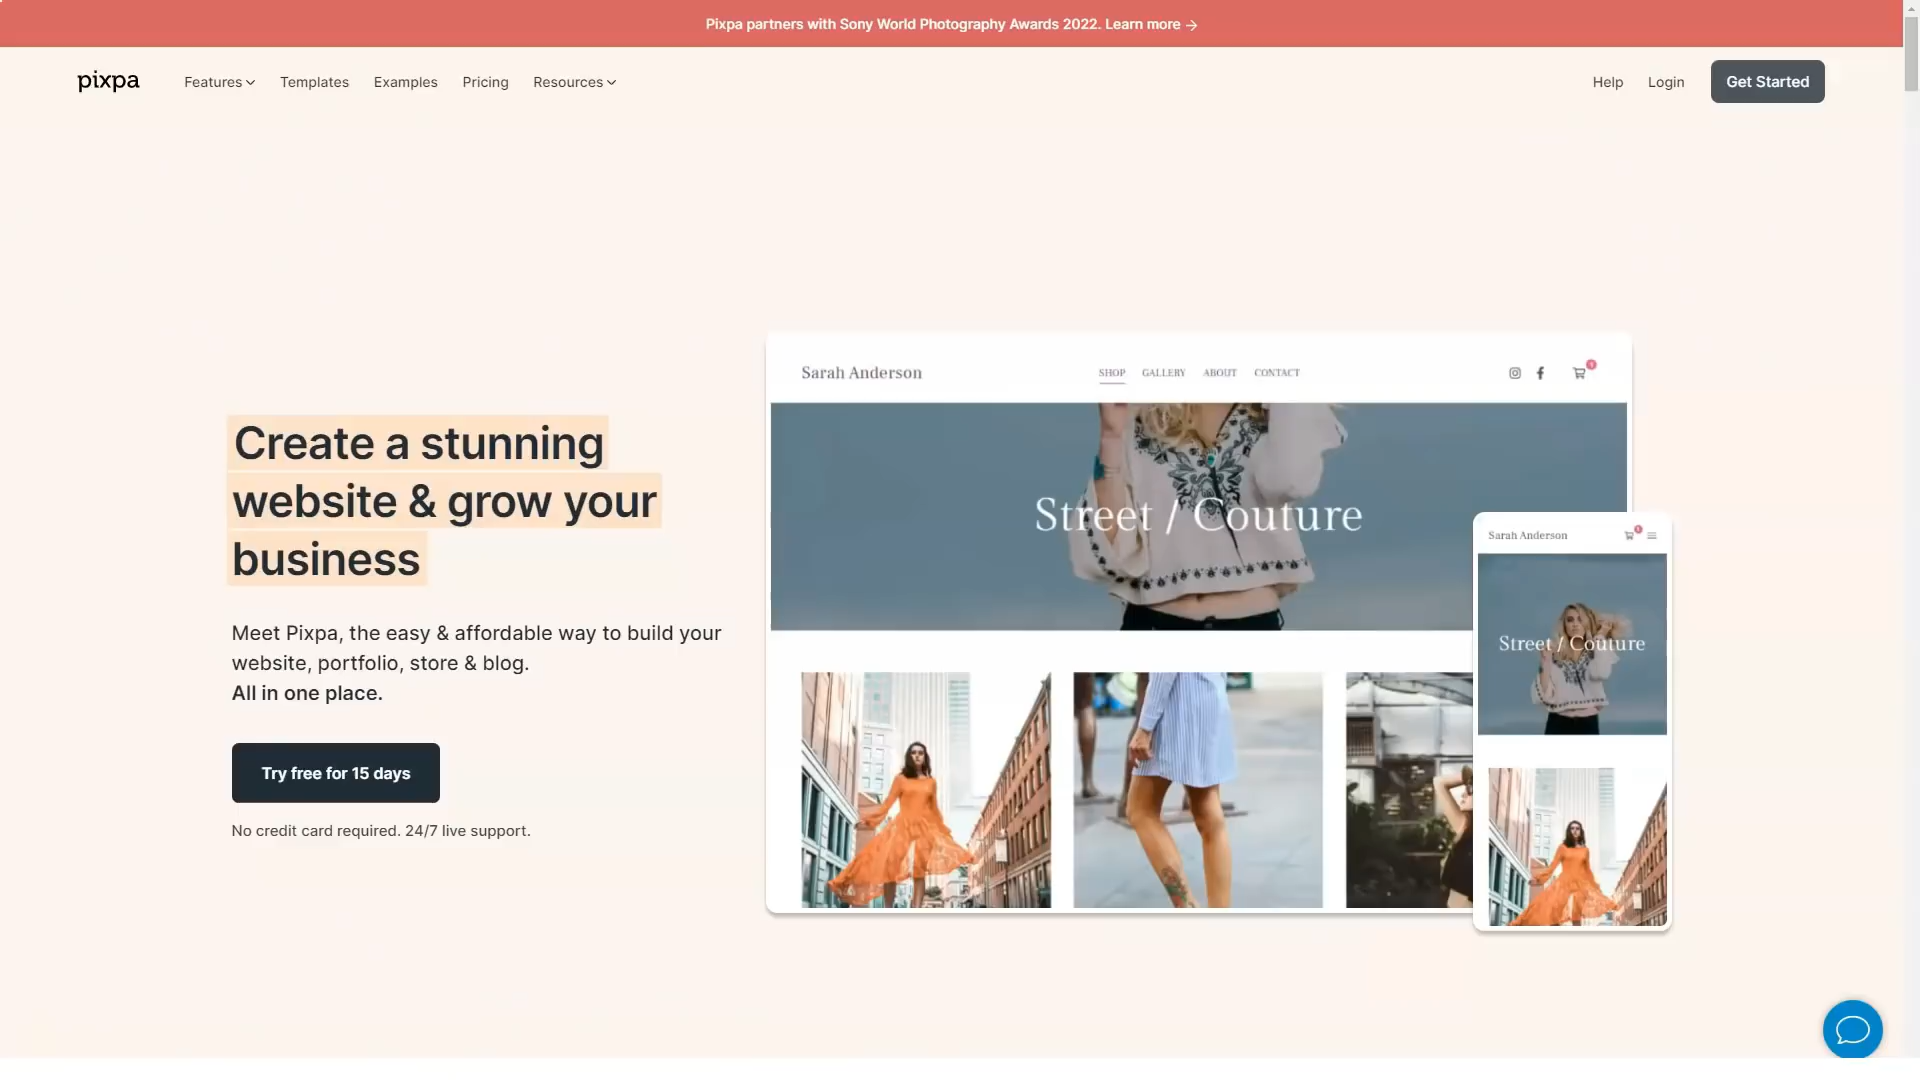 Pixpa partners with Sony World Photography Awards 2022. Learn more →
pixpa
Features
Templates
Examples
Pricing
Resources
Help
Login
Get Started
Create a stunning
website & grow your
business
Meet Pixpa, the easy & affordable way to build your
website, portfolio, store & blog.
All in one place.
Try free for 15 days
No credit card required. 24/7 live support.
Sarah Anderson
SHOP
GALLERY
ABOUT
CONTACT
Street / Couture
Sarah Anderson
Street / Couture